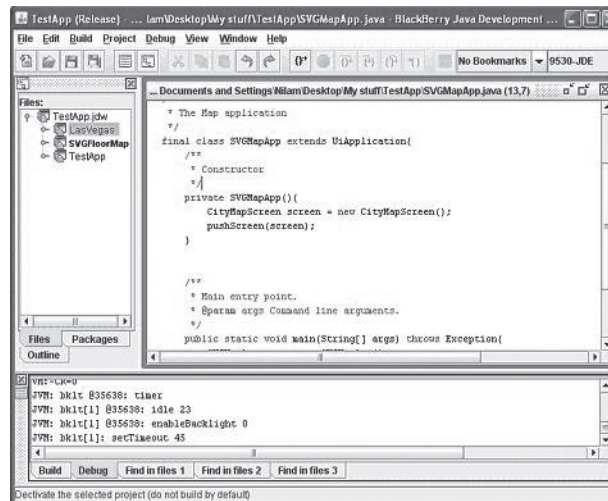 TestApp (Release) - ... lam\Desktop\My stuff\TestApp\SVGMapApp.java - BlackBerry Java Development ...
File Edit Build Project Debug View Window Help
No Bookmarks 9530-JDE
Files:
TestApp.jdw
LasVegas
SVGFloorMap
TestApp
Files Packages
Outline
... Documents and Settings\Nilam\Desktop\My stuff\TestApp\SVGMapApp.java (13,7)
* The Map application
*/
final class SVGMapApp extends UiApplication{
/**
* Constructor
*/
private SVGMapApp(){
CityMapScreen screen = new CityMapScreen();
pushScreen(screen);
}
/**
* Main entry point.
* @param args Command line arguments.
*/
public static void main(String[] args) throws Exception{
VM:-CR=0
JVM: bklt @35638: timer
JVM: bklt[1] @35638: idle 23
JVM: bklt[1] @35638: enableBacklight 0
JVM: bklt[1]: setTimeout 45
Build Debug Find in files 1 Find in files 2 Find in files 3
Dectivate the selected project (do not build by default)